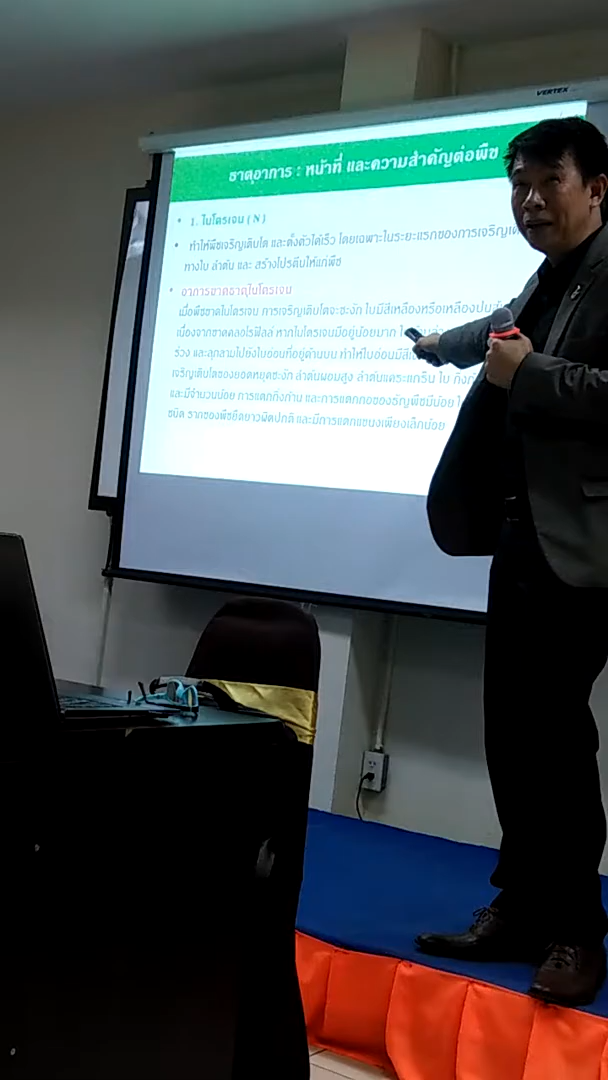 VERTEX
ธาตุอาหาร : หน้าที่ และความสำคัญต่อพืช
• 1. ไนโตรเจน ( N )
• ทำให้พืชเจริญเติบโต และตั้งตัวได้เร็ว โดยเฉพาะในระยะแรกของการเจริญ
ทางใบ ลำต้น และ สร้างโปรตีนให้แก่พืช
• อาการขาดธาตุไนโตรเจน
เมื่อพืชขาดไนโตรเจน การเจริญเติบโตจะชะงัก ใบมีสีเหลืองหรือเหลืองปน
เนื่องจากขาดคลอโรฟิลล์ หากไนโตรเจนมีอยู่น้อยมาก
ร่วง และลุกลามไปยังใบอ่อนที่อยู่ด้านบน ทำให้ใบอ่อนมีสี
เจริญเติบโตของยอดหยุดชะงัก ลำต้นผอมสูง ลำต้นแคระแกร็น ใบ
และมีจำนวนน้อย การแตกกิ่งก้าน และการแตกกอของธัญพืชมีน้อย
ชนิด รากของพืชยืดยาวผิดปกติ และมีการแตกแขนงเพียงเล็กน้อย